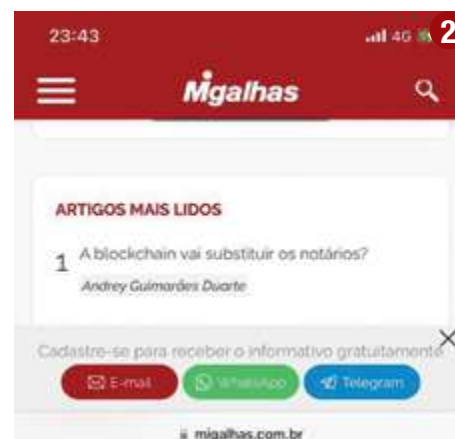 23:43
4G
2
Migalhas
ARTIGOS MAIS LIDOS
1 A blockchain vai substituir os notários?
Andrey Guimarães Duarte
Cadastre-se para receber o informativo gratuitamente
E-mail WhatsApp Telegram
migalhas.com.br